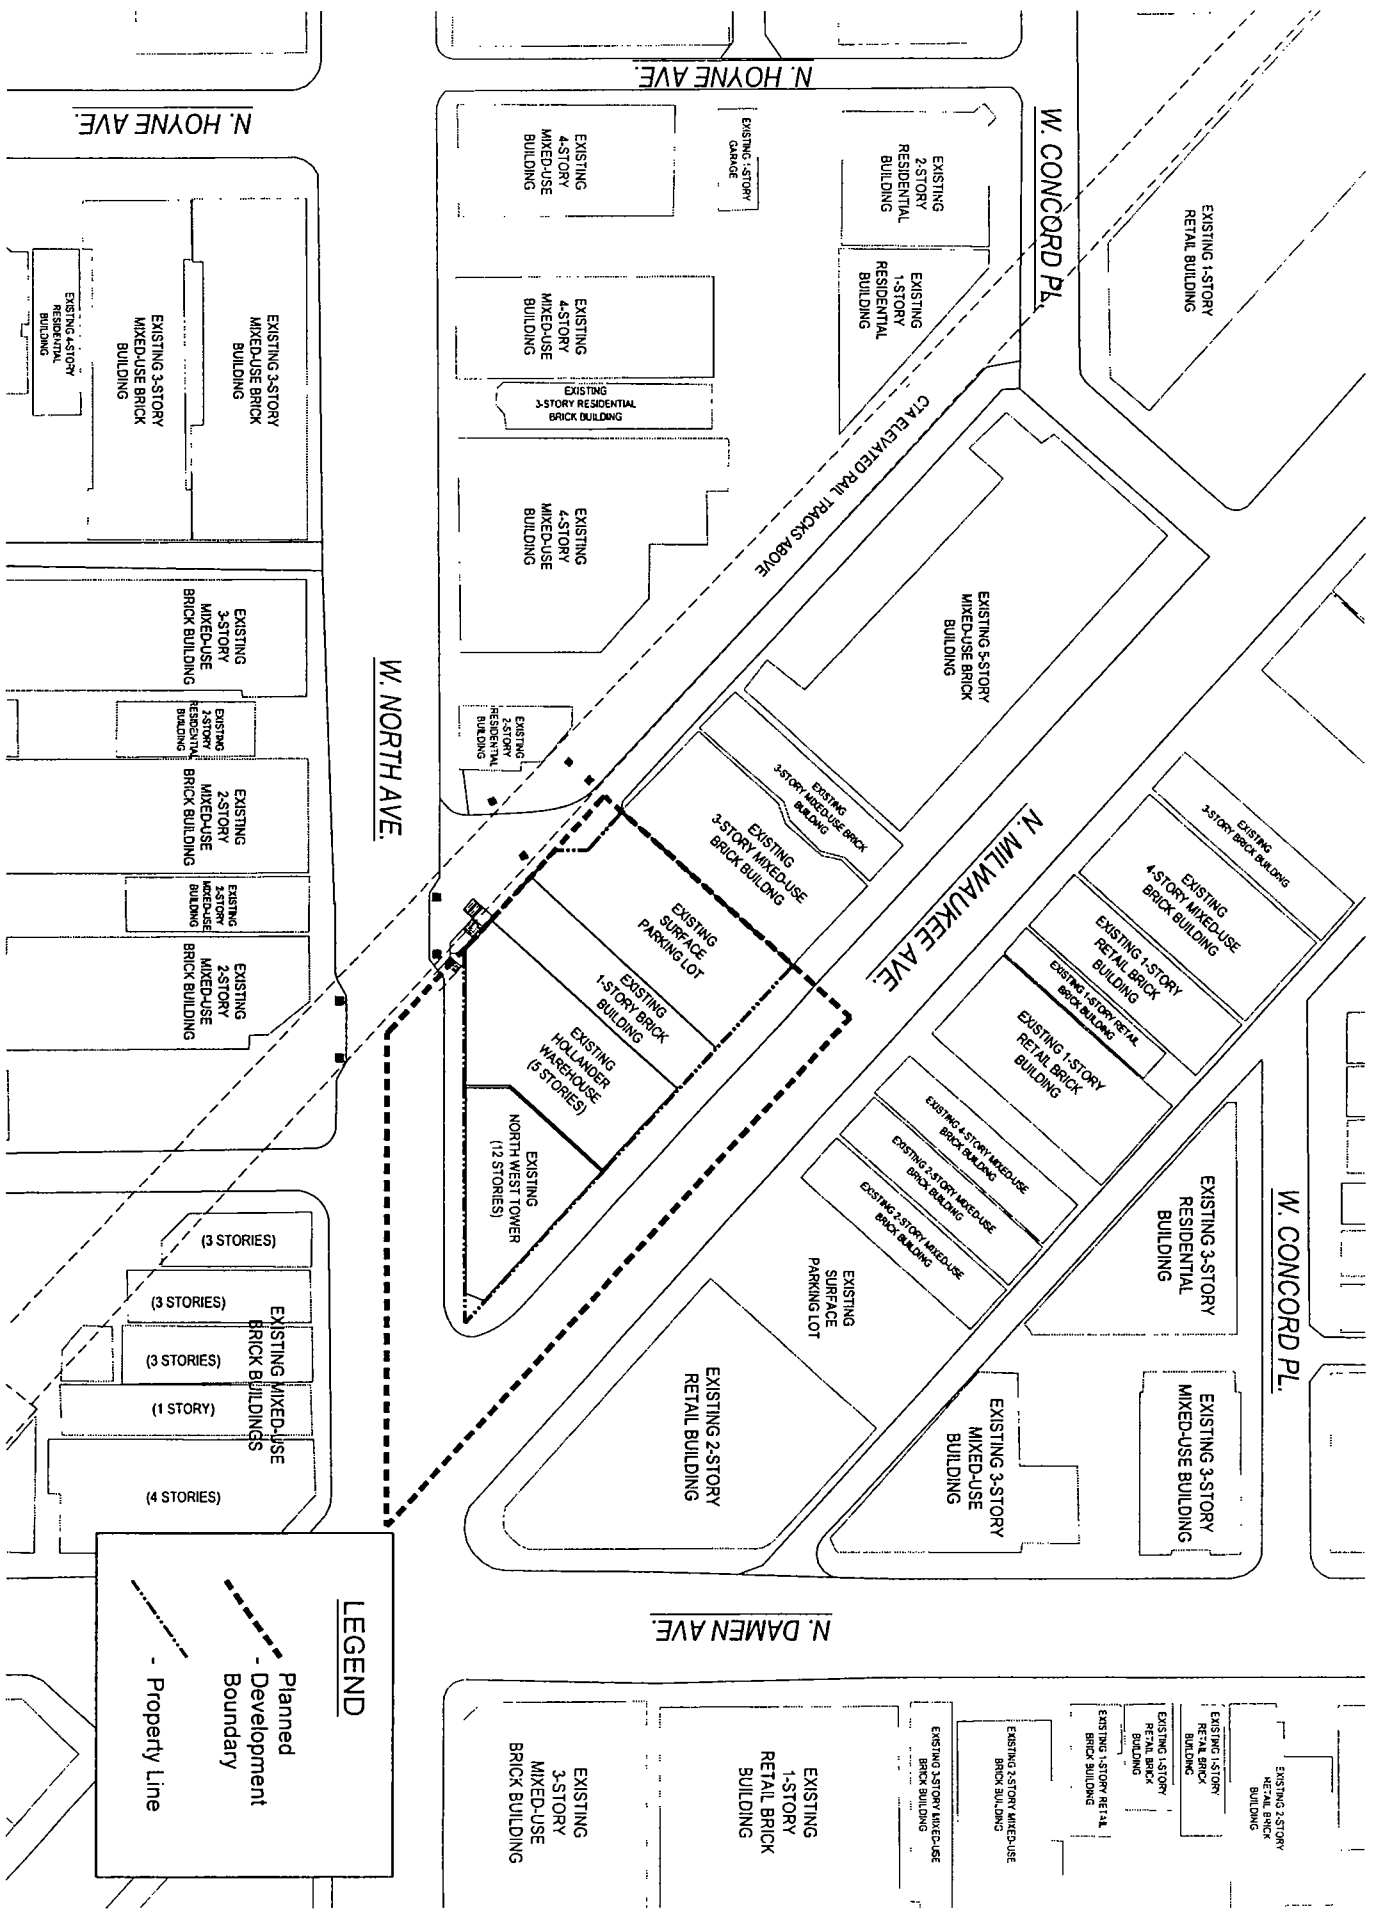 N. HOYNE AVE.
N. HOYNE AVE.
W. CONCORD PL.
EXISTING 1-STORY
RETAIL BUILDING
EXISTING
2-STORY
RESIDENTIAL
BUILDING
EXISTING 1-STORY
GARAGE
EXISTING
4-STORY
MIXED-USE
BUILDING
EXISTING
1-STORY
RESIDENTIAL
BUILDING
EXISTING
4-STORY
MIXED-USE
BUILDING
EXISTING
3-STORY RESIDENTIAL
BRICK BUILDING
EXISTING
4-STORY
MIXED-USE
BUILDING
EXISTING 3-STORY
MIXED-USE BRICK
BUILDING
EXISTING 3-STORY
MIXED-USE BRICK
BUILDING
EXISTING 4-STORY
RESIDENTIAL
BUILDING
CTA ELEVATED RAIL TRACKS ABOVE
EXISTING 5-STORY
MIXED-USE BRICK
BUILDING
EXISTING
3-STORY
MIXED-USE
BRICK BUILDING
EXISTING
2-STORY
RESIDENTIAL
BUILDING
EXISTING
2-STORY
MIXED-USE
BRICK BUILDING
EXISTING
2-STORY
MIXED-USE
BUILDING
EXISTING
2-STORY
MIXED-USE
BRICK BUILDING
W. NORTH AVE.
EXISTING
2-STORY
RESIDENTIAL
BUILDING
EXISTING
3-STORY MIXED-USE BRICK
BUILDING
EXISTING
3-STORY MIXED-USE
BRICK BUILDNG
N. MILWAUKEE AVE.
EXISTING
SURFACE
PARKING LOT
EXISTING
1-STORY BRICK
BUILDING
EXISTING
HOLLANDER
WAREHOUSE
(5 STORIES)
EXISTING
NORTH WEST TOWER
(12 STORIES)
EXISTING
3-STORY BRICK BUILDING
EXISTING
4-STORY MIXED-USE
BRICK BUILDING
EXISTING 1-STORY
RETAIL BRICK
BUILDING
EXISTING 1-STORY RETAIL
BRICK BUILDING
EXISTING 1-STORY
RETAIL BRICK
BUILDING
EXISTING 4-STORY MIXED-USE
BRICK BUILDING
EXISTING 2-STORY MIXED-USE
BRICK BUILDING
EXISTING 2-STORY MIXED-USE
BRICK BUILDING
EXISTING
SURFACE
PARKING LOT
EXISTING 2-STORY
RETAIL BUILDING
W. CONCORD PL.
EXISTING 3-STORY
RESIDENTIAL
BUILDING
EXISTING 3-STORY
MIXED-USE BUILDING
EXISTING 3-STORY
MIXED-USE
BUILDING
EXISTING MIXED-USE
BRICK BUILDINGS
(3 STORIES)
(3 STORIES)
(3 STORIES)
(1 STORY)
(4 STORIES)
N. DAMEN AVE.
EXISTING 2-STORY
RETAIL BRICK
BUILDING
EXISTING 1-STORY
RETAIL BRICK
BUILDING
EXISTING 1-STORY
RETAIL BRICK
BUILDING
EXISTING 1-STORY RETAIL
BRICK BUILDING
EXISTING 2-STORY MIXED-USE
BRICK BUILDING
EXISTING 3-STORY MIXED-USE
BRICK BUILDING
EXISTING
1-STORY
RETAIL BRICK
BUILDING
EXISTING
3-STORY
MIXED-USE
BRICK BUILDING
LEGEND
Planned
- Development
Boundary
- Property Line